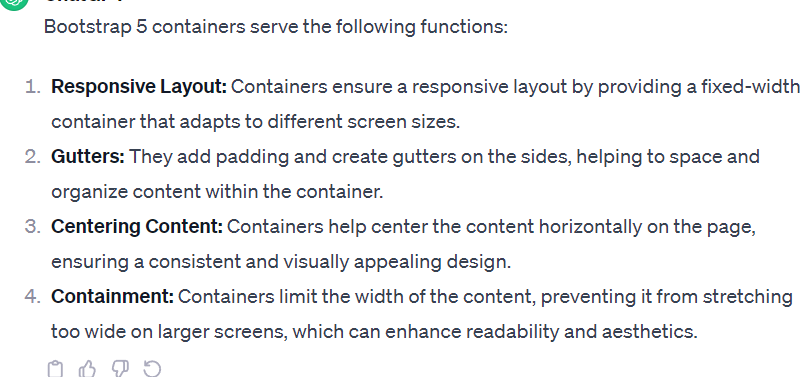 Bootstrap 5 containers serve the following functions:
1. Responsive Layout: Containers ensure a responsive layout by providing a fixed-width
container that adapts to different screen sizes.
2. Gutters: They add padding and create gutters on the sides, helping to space and
organize content within the container.
3. Centering Content: Containers help center the content horizontally on the page,
ensuring a consistent and visually appealing design.
4. Containment: Containers limit the width of the content, preventing it from stretching
too wide on larger screens, which can enhance readability and aesthetics.